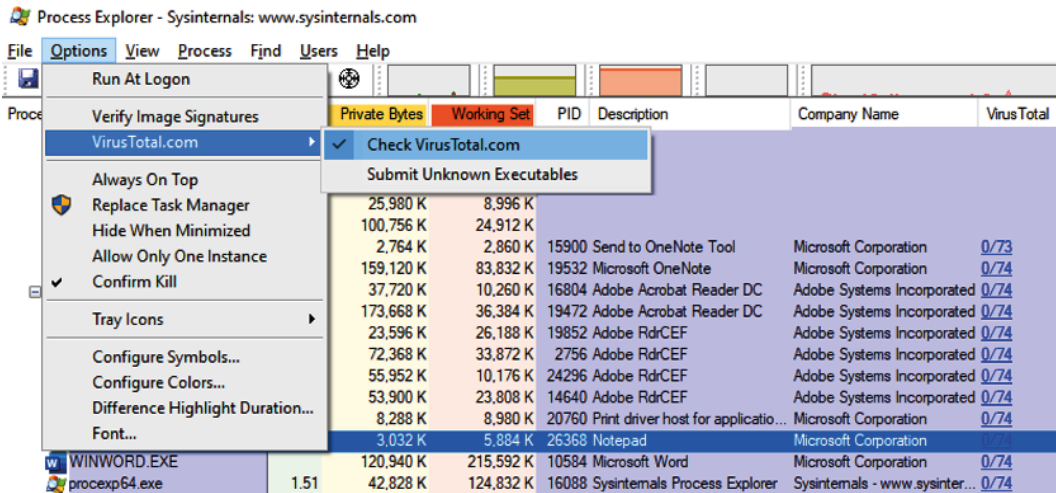 Process Explorer - Sysinternals: www.sysinternals.com
File Options View Process Find Users Help
Run At Logon
Proce Private Bytes Working Set PID Description Company Name VirusTotal
Verify Image Signatures
VirusTotal.com Check VirusTotal.com
Submit Unknown Executables
Always On Top
Replace Task Manager 25,980 K 8,996 K
Hide When Minimized 100,756 K 24,912 K
Allow Only One Instance 2,764 K 2,860 K 15900 Send to OneNote Tool Microsoft Corporation 0/73
159,120 K 83,832 K 19532 Microsoft OneNote Microsoft Corporation 0/74
Confirm Kill 37,720 K 10,260 K 16804 Adobe Acrobat Reader DC Adobe Systems Incorporated 0/74
173,668 K 36,384 K 19472 Adobe Acrobat Reader DC Adobe Systems Incorporated 0/74
Tray Icons 23,596 K 26,188 K 19852 Adobe RdrCEF Adobe Systems Incorporated 0/74
Configure Symbols... 72,368 K 33,872 K 2756 Adobe RdrCEF Adobe Systems Incorporated 0/74
Configure Colors... 55,952 K 10,176 K 24296 Adobe RdrCEF Adobe Systems Incorporated 0/74
Difference Highlight Duration... 53,900 K 23,808 K 14640 Adobe RdrCEF Adobe Systems Incorporated 0/74
Font... 8,288 K 8,980 K 20760 Print driver host for applicatio... Microsoft Corporation 0/74
3,032 K 5,884 K 26368 Notepad Microsoft Corporation 0/74
WINWORD.EXE 120,940 K 215,592 K 10584 Microsoft Word Microsoft Corporation 0/74
procexp64.exe 1.51 42,828 K 124,832 K 16088 Sysinternals Process Explorer Sysinternals - www.sysinter... 0/74